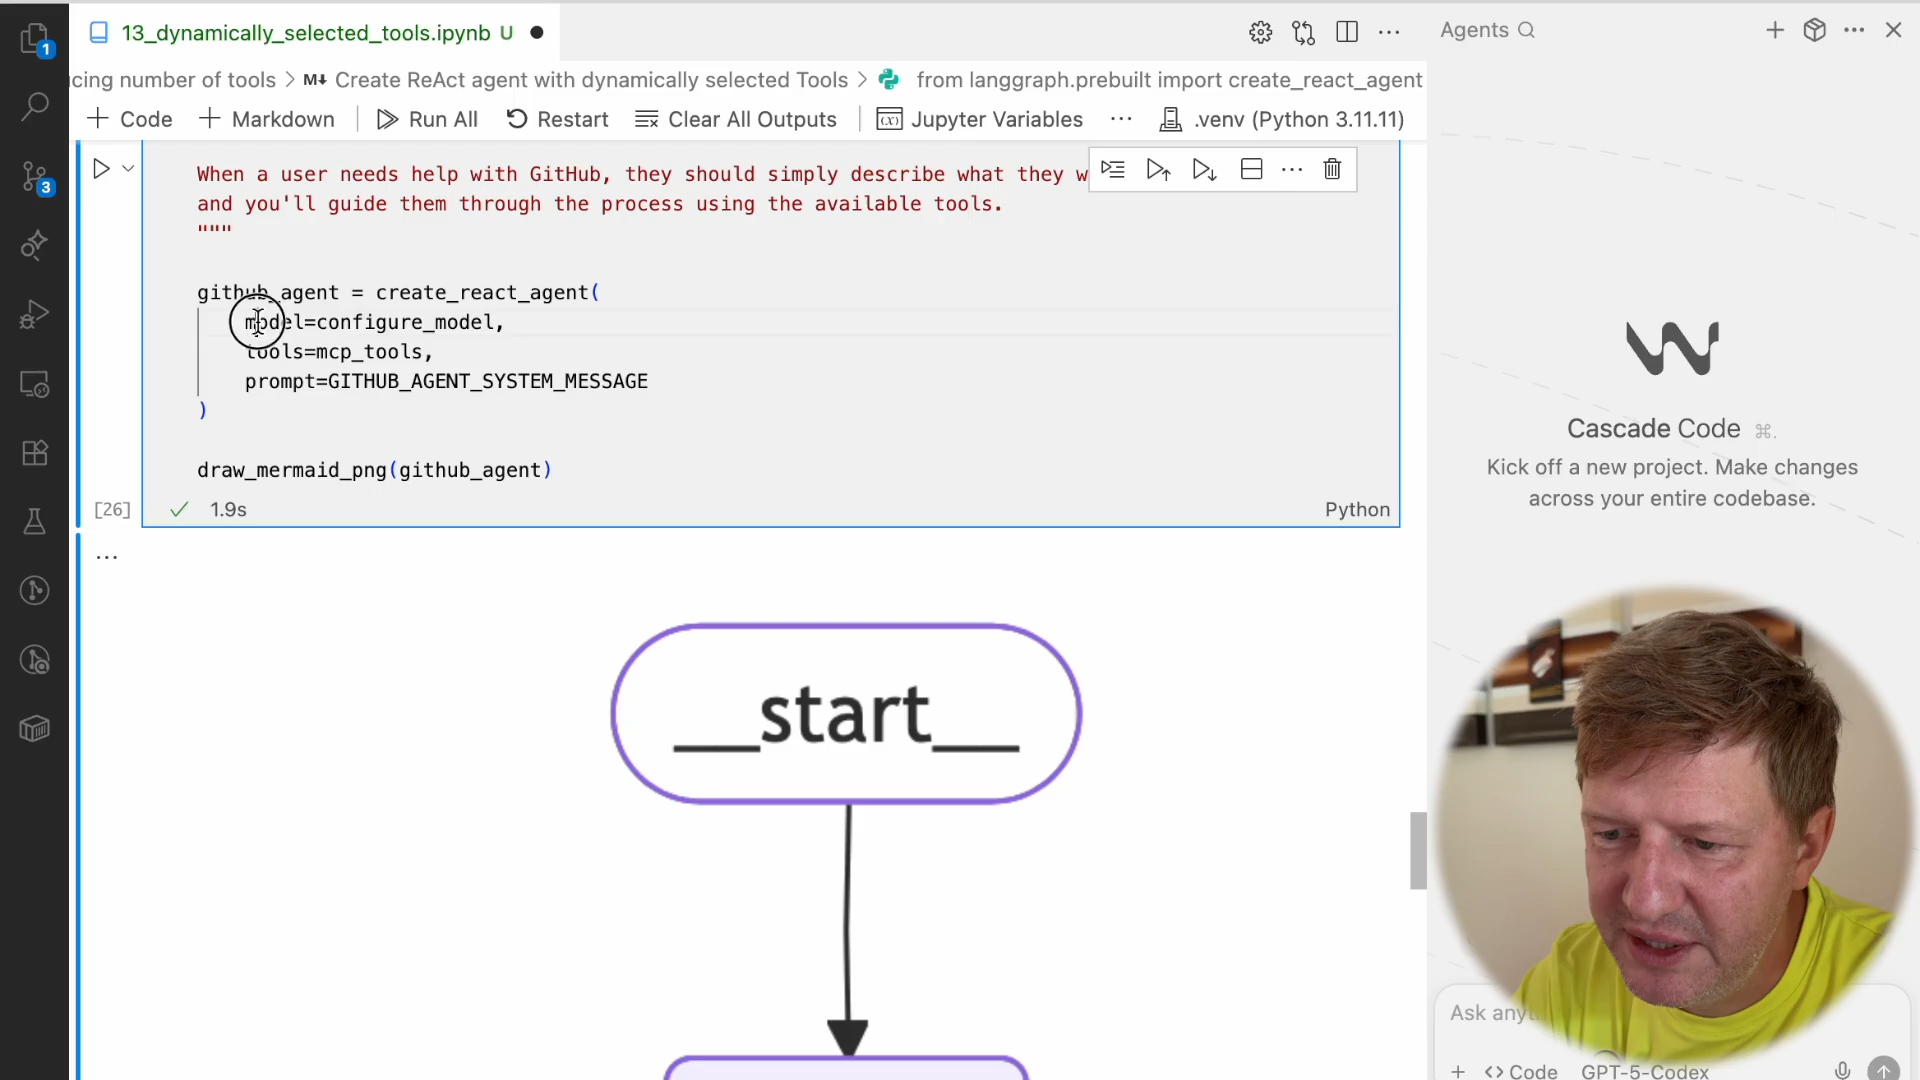 13_dynamically_selected_tools.ipynb U
Agents
1
cing number of tools > M↓ Create ReAct agent with dynamically selected Tools > from langgraph.prebuilt import create_react_agent
Code Markdown Run All Restart Clear All Outputs Jupyter Variables ... .venv (Python 3.11.11)
3
When a user needs help with GitHub, they should simply describe what they w
and you'll guide them through the process using the available tools.
"""
github_agent = create_react_agent(
model=configure_model,
tools=mcp_tools,
prompt=GITHUB_AGENT_SYSTEM_MESSAGE
)
draw_mermaid_png(github_agent)
[26] 1.9s Python
...
__start__
Cascade Code ⌘.
Kick off a new project. Make changes
across your entire codebase.
Ask any
+ <> Code GPT-5-Codex